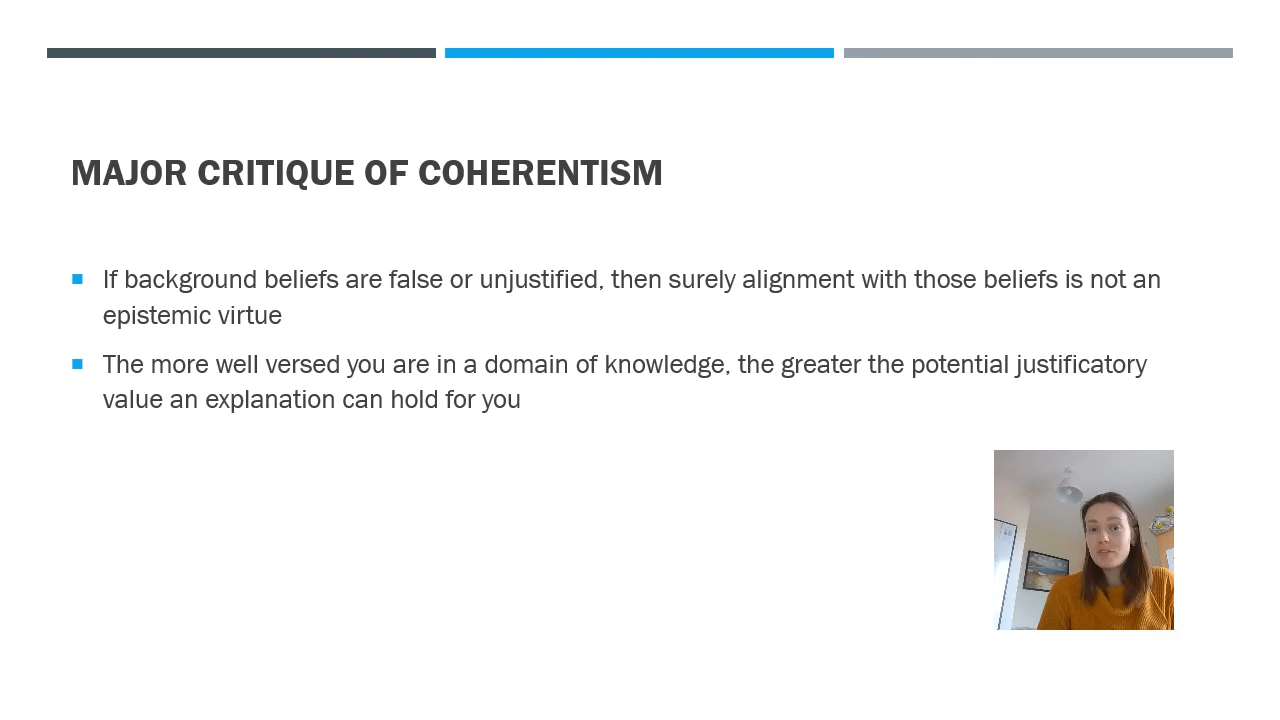 MAJOR CRITIQUE OF COHERENTISM
If background beliefs are false or unjustified, then surely alignment with those beliefs is not an
epistemic virtue
The more well versed you are in a domain of knowledge, the greater the potential justificatory
value an explanation can hold for you